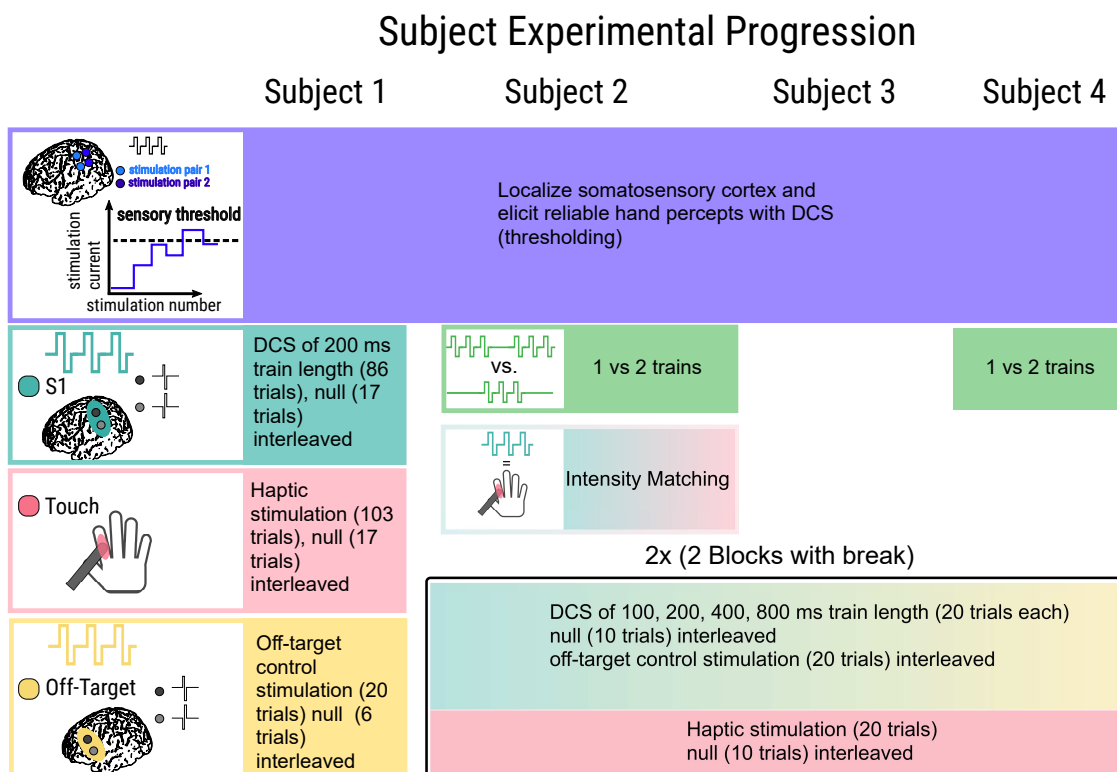 Subject Experimental Progression
Subject 1
Subject 2
Subject 3
Subject 4
stimulation pair 1
stimulation pair 2
sensory threshold
stimulation
current
stimulation number
Localize somatosensory cortex and
elicit reliable hand percepts with DCS
(thresholding)
S1
DCS of 200 ms
train length (86
trials), null (17
trials)
interleaved
vs.
1 vs 2 trains
1 vs 2 trains
=
Intensity Matching
Touch
Haptic
stimulation (103
trials), null (17
trials)
interleaved
2x (2 Blocks with break)
DCS of 100, 200, 400, 800 ms train length (20 trials each)
null (10 trials) interleaved
off-target control stimulation (20 trials) interleaved
Off-Target
Off-target
control
stimulation (20
trials) null (6
trials)
interleaved
Haptic stimulation (20 trials)
null (10 trials) interleaved